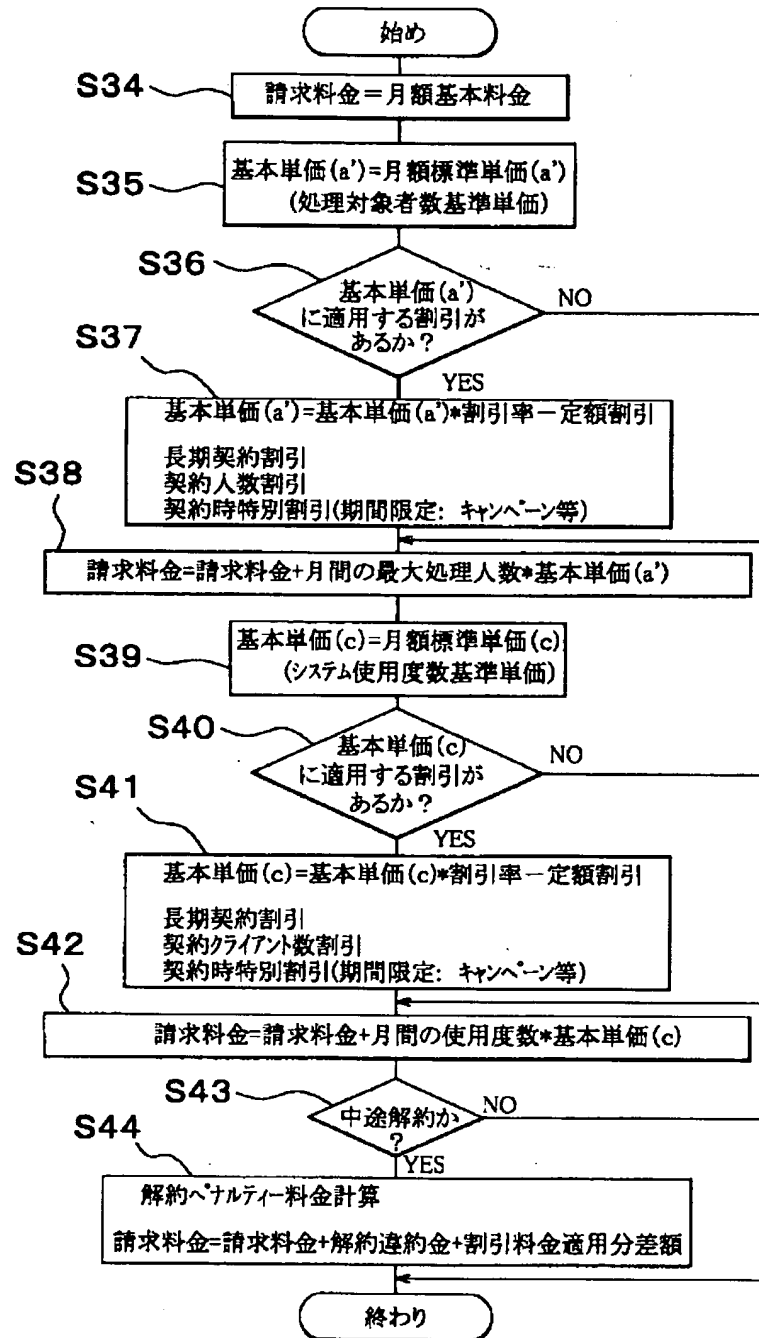 始め
S34
請求料金=月額基本料金
S35
基本単価(a')=月額標準単価(a')
(処理対象者数基準単価)
S36
基本単価(a')
に適用する割引が
あるか?
NO
YES
S37
基本単価(a')=基本単価(a')*割引率-定額割引
長期契約割引
契約人数割引
契約時特別割引(期間限定: キャンペーン等)
S38
請求料金=請求料金+月間の最大処理人数*基本単価(a')
S39
基本単価(c)=月額標準単価(c)
(システム使用度数基準単価)
S40
基本単価(c)
に適用する割引が
あるか?
NO
YES
S41
基本単価(c)=基本単価(c)*割引率-定額割引
長期契約割引
契約クライアント数割引
契約時特別割引(期間限定: キャンペーン等)
S42
請求料金=請求料金+月間の使用度数*基本単価(c)
S43
中途解約か
?
NO
YES
S44
解約ペナルティー料金計算
請求料金=請求料金+解約違約金+割引料金適用分差額
終わり